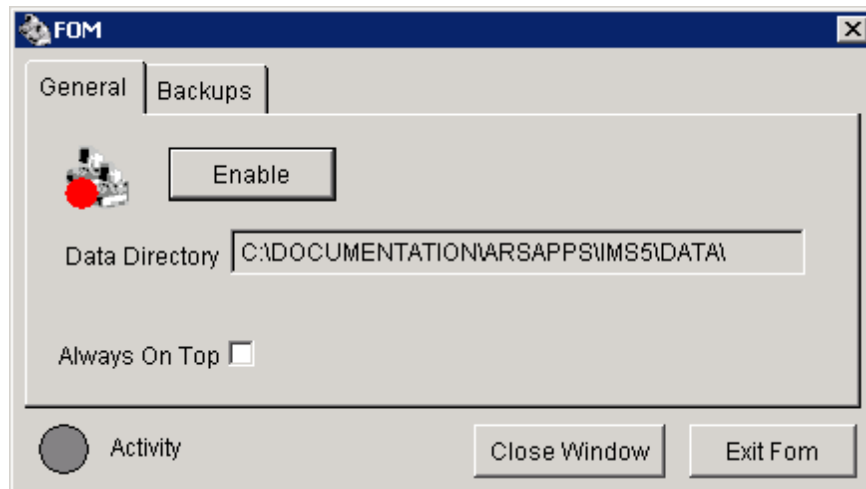 FOM
General Backups
Enable
Data Directory C:\DOCUMENTATION\ARSAPPS\IMS5\DATA\
Always On Top
Activity Close Window Exit Fom